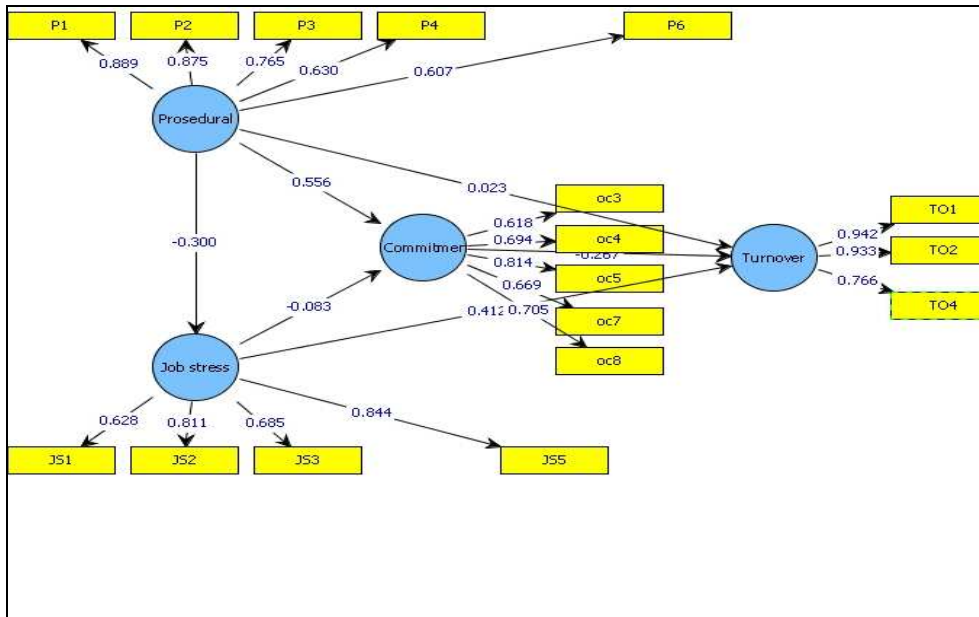 P1 P2 P3 P4 P6
0.889 0.875 0.765 0.630 0.607
Prosedural
0.556
0.023
-0.300
oc3
0.618
TO1
0.942
oc4
0.694
Commitmen
-0.267
TO2
0.933
Turnover
oc5
0.814
0.669
0.766
TO4
-0.083
0.412
0.705
oc7
oc8
Job stress
0.628 0.811 0.685 0.844
JS1 JS2 JS3 JS5